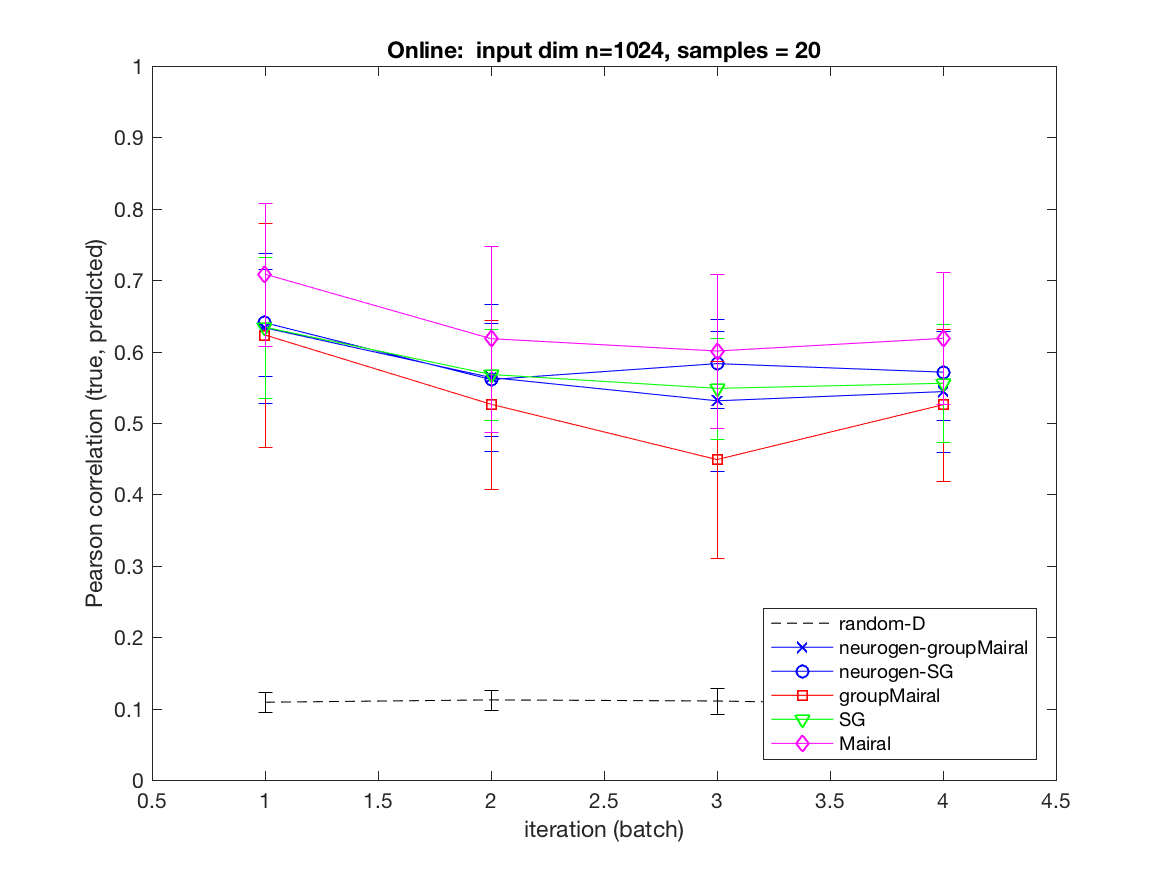 Online:  input dim n=1024, samples = 20
1
0.9
0.8
0.7
0.6
0.5
0.4
0.3
0.2
0.1
0
Pearson correlation (true, predicted)
random-D
neurogen-groupMairal
neurogen-SG
groupMairal
SG
Mairal
0.5 1 1.5 2 2.5 3 3.5 4 4.5
iteration (batch)